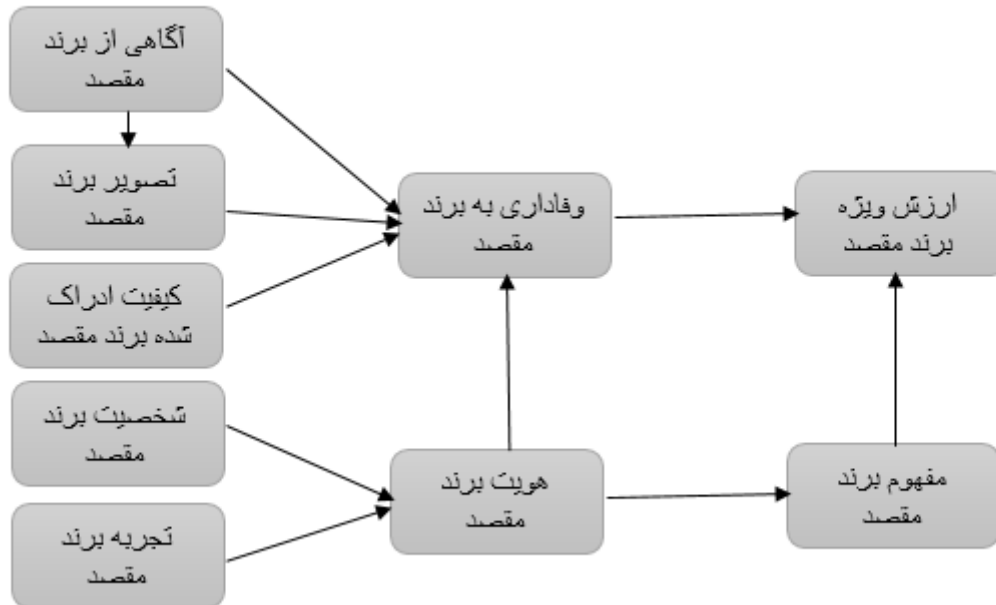 آگاهی از برند
مقصد
تصویر برند
مقصد
کیفیت ادراک
شده برند مقصد
شخصیت برند
مقصد
تجربه برند
مقصد
وفاداری به برند
مقصد
هویت برند
مقصد
ارزش ویژه
برند مقصد
مفهوم برند
مقصد